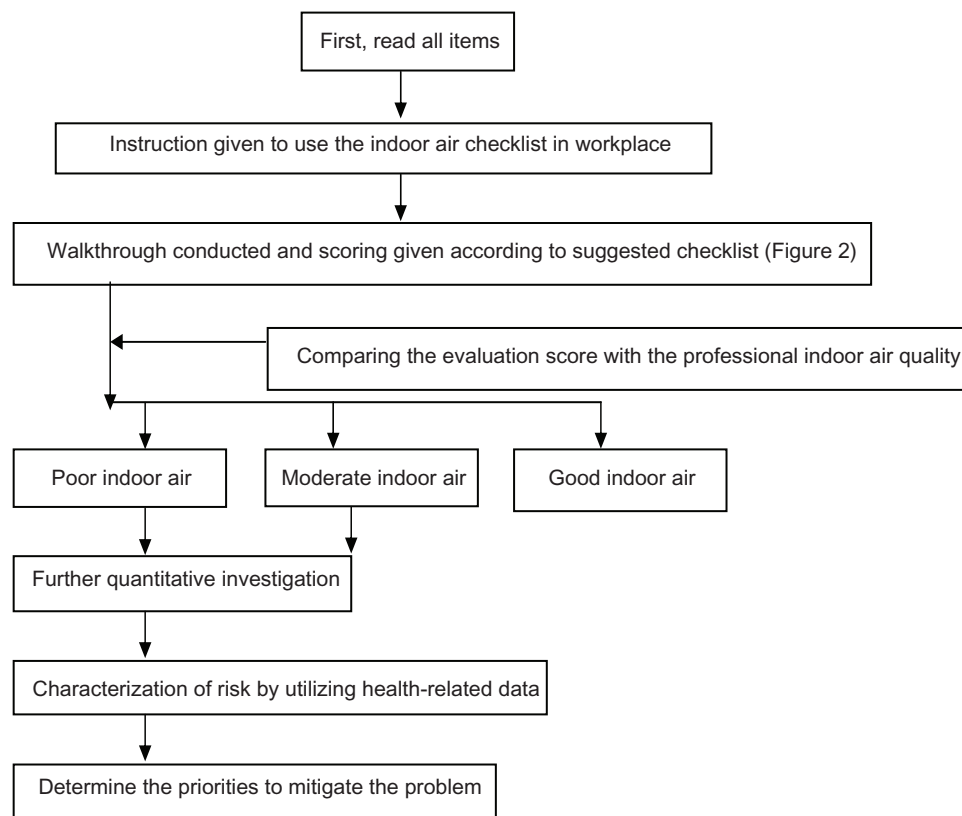 First, read all items
Instruction given to use the indoor air checklist in workplace
Walkthrough conducted and scoring given according to suggested checklist (Figure 2)
Comparing the evaluation score with the professional indoor air quality
Poor indoor air
Moderate indoor air
Good indoor air
Further quantitative investigation
Characterization of risk by utilizing health-related data
Determine the priorities to mitigate the problem